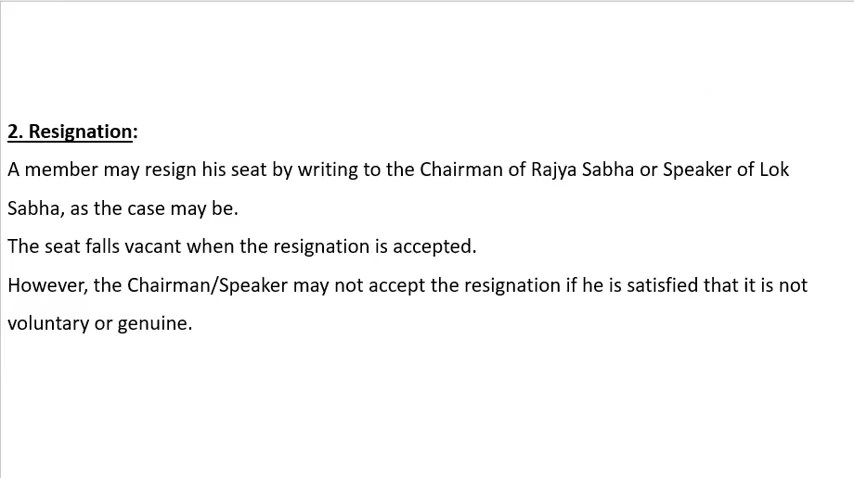 2. Resignation:
A member may resign his seat by writing to the Chairman of Rajya Sabha or Speaker of Lok
Sabha, as the case may be.
The seat falls vacant when the resignation is accepted.
However, the Chairman/Speaker may not accept the resignation if he is satisfied that it is not
voluntary or genuine.